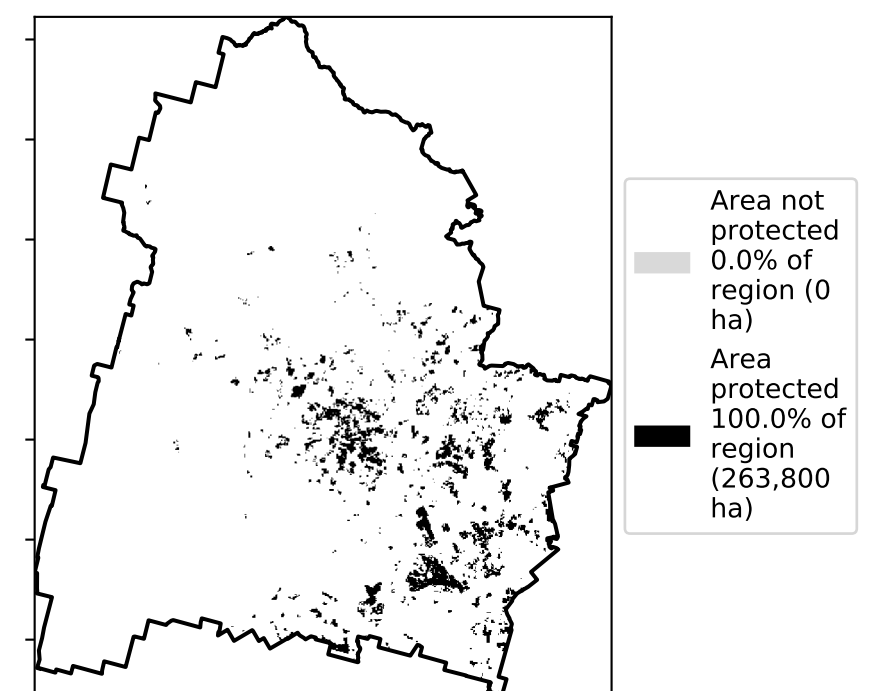 Area not
protected
0.0% of
region (0
ha)
Area
protected
100.0% of
region
(263,800
ha)